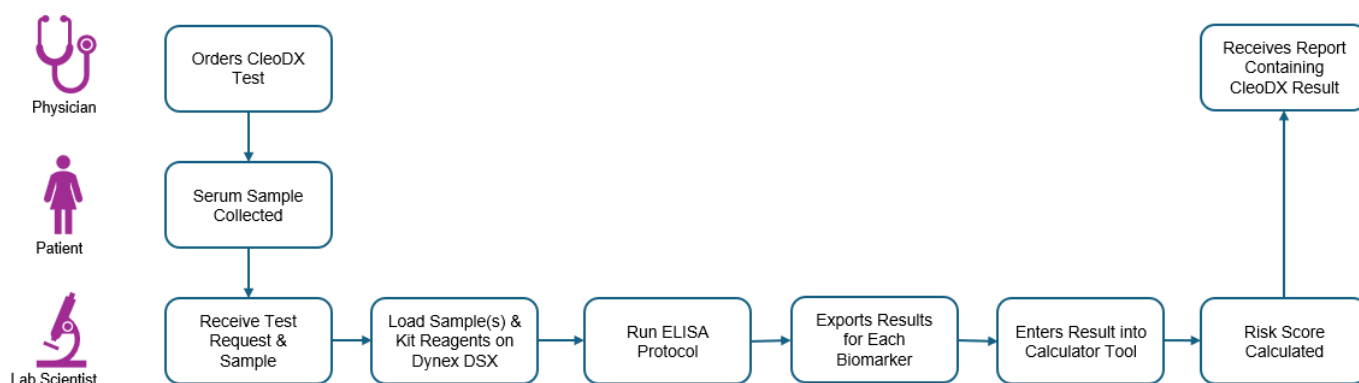 Physician
Orders CleoDX
Test
Receives Report
Containing
CleoDX Result
Patient
Serum Sample
Collected
Lab Scientist
Receive Test
Request &
Sample
Load Sample(s) &
Kit Reagents on
Dynex DSX
Run ELISA
Protocol
Exports Results
for Each
Biomarker
Enters Result into
Calculator Tool
Risk Score
Calculated